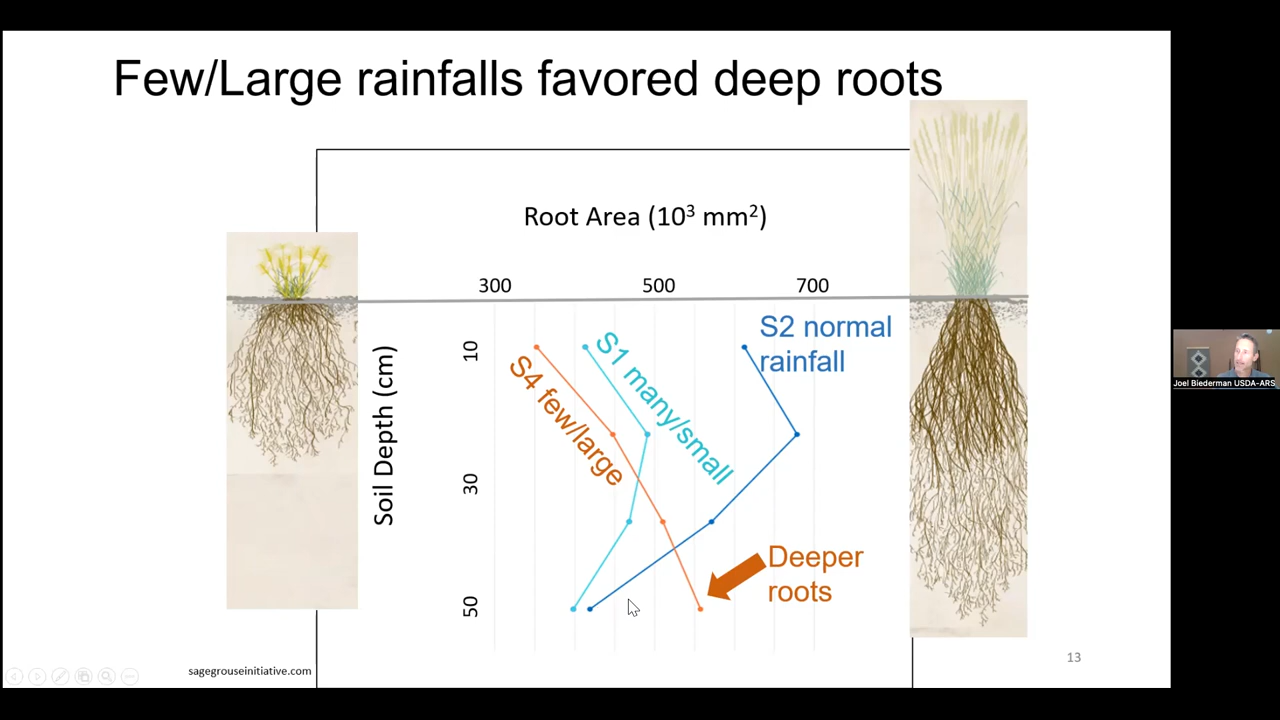 Few/Large rainfalls favored deep roots
Root Area (10³ mm²)
300 500 700
S2 normal
rainfall
S1 many/small
S4 few/large
Soil Depth (cm)
10
30
50
Deeper
roots
Joel Biederman USDA-ARS
sagegrouseinitiative.com
13